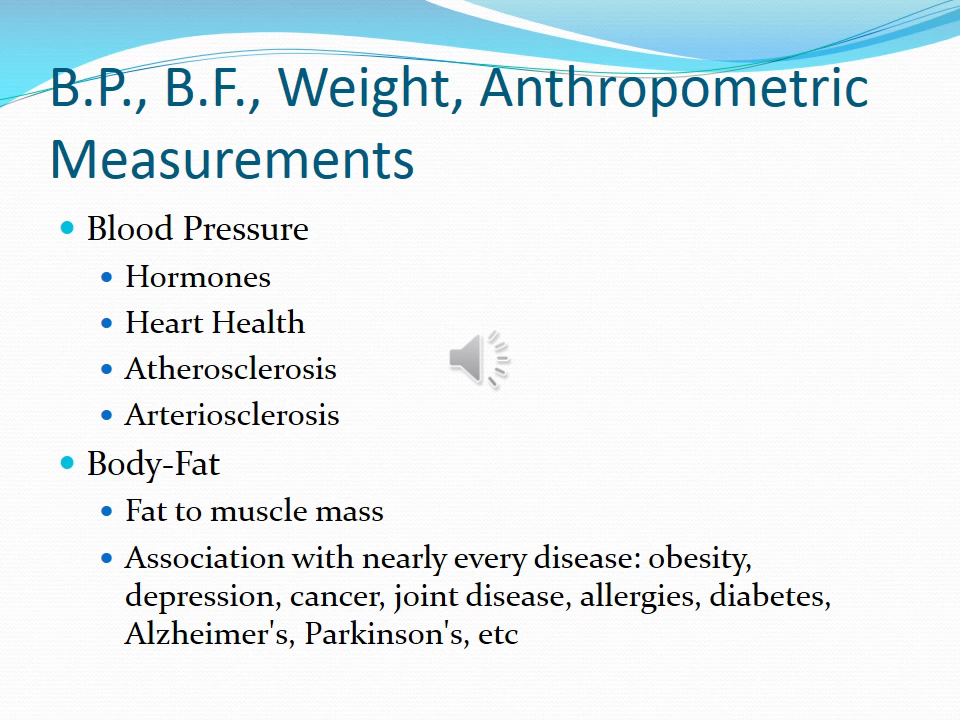 B.P., B.F., Weight, Anthropometric
Measurements
Blood Pressure
Hormones
Heart Health
Atherosclerosis
Arteriosclerosis
Body-Fat
Fat to muscle mass
Association with nearly every disease: obesity,
depression, cancer, joint disease, allergies, diabetes,
Alzheimer's, Parkinson's, etc